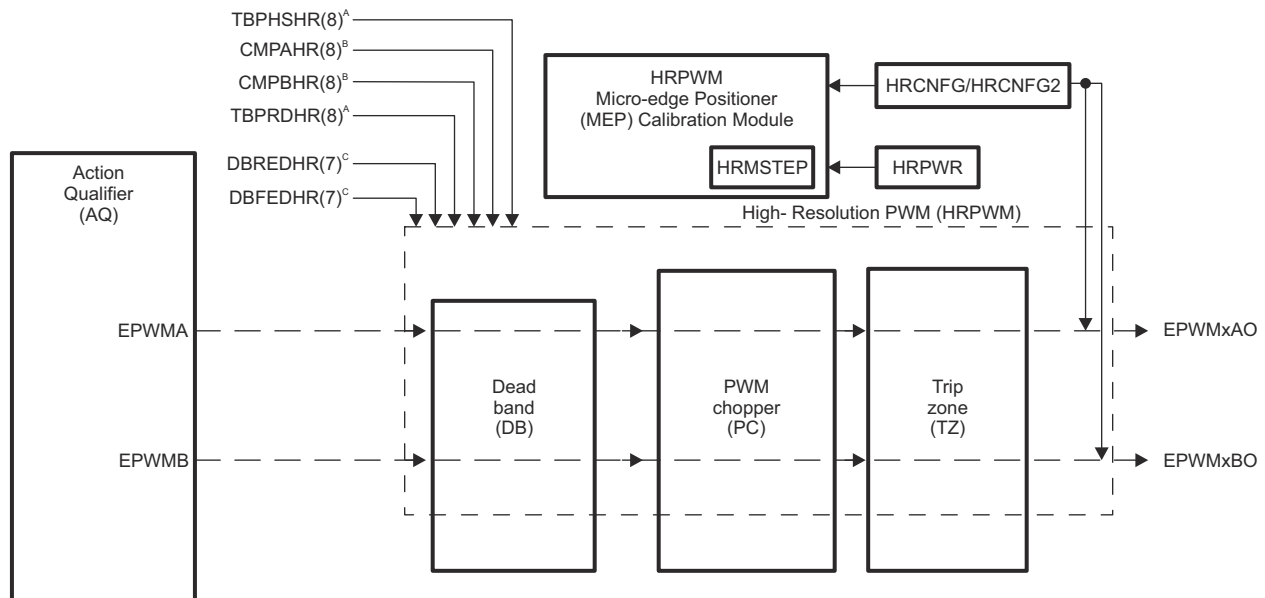 TBPHSHR(8)ᴬ
CMPAHR(8)ᴮ
CMPBHR(8)ᴮ
TBPRDHR(8)ᴬ
DBREDHR(7)ᶜ
DBFEDHR(7)ᶜ
HRPWM
Micro-edge Positioner
(MEP) Calibration Module
HRMSTEP
HRCNFG/HRCNFG2
HRPWR
High- Resolution PWM (HRPWM)
Action
Qualifier
(AQ)
EPWMA
EPWMB
Dead
band
(DB)
PWM
chopper
(PC)
Trip
zone
(TZ)
EPWMxAO
EPWMxBO